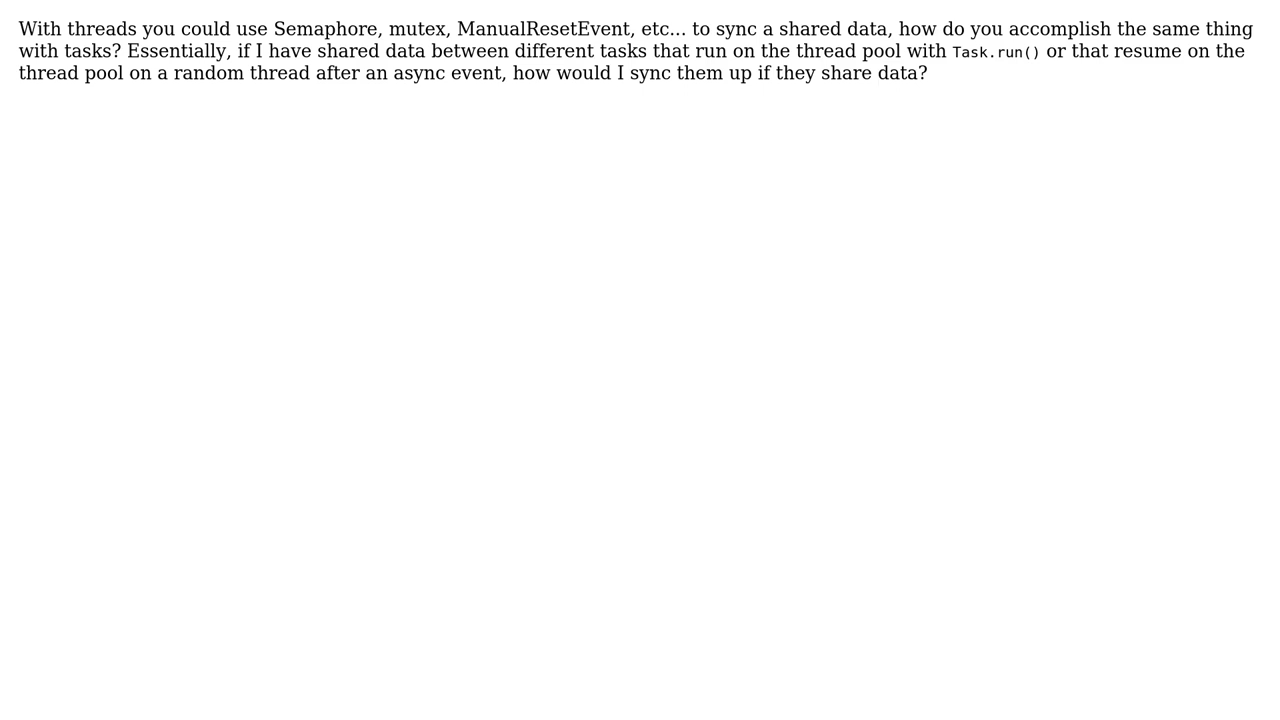 With threads you could use Semaphore, mutex, ManualResetEvent, etc... to sync a shared data, how do you accomplish the same thing
with tasks? Essentially, if I have shared data between different tasks that run on the thread pool with Task.run() or that resume on the
thread pool on a random thread after an async event, how would I sync them up if they share data?